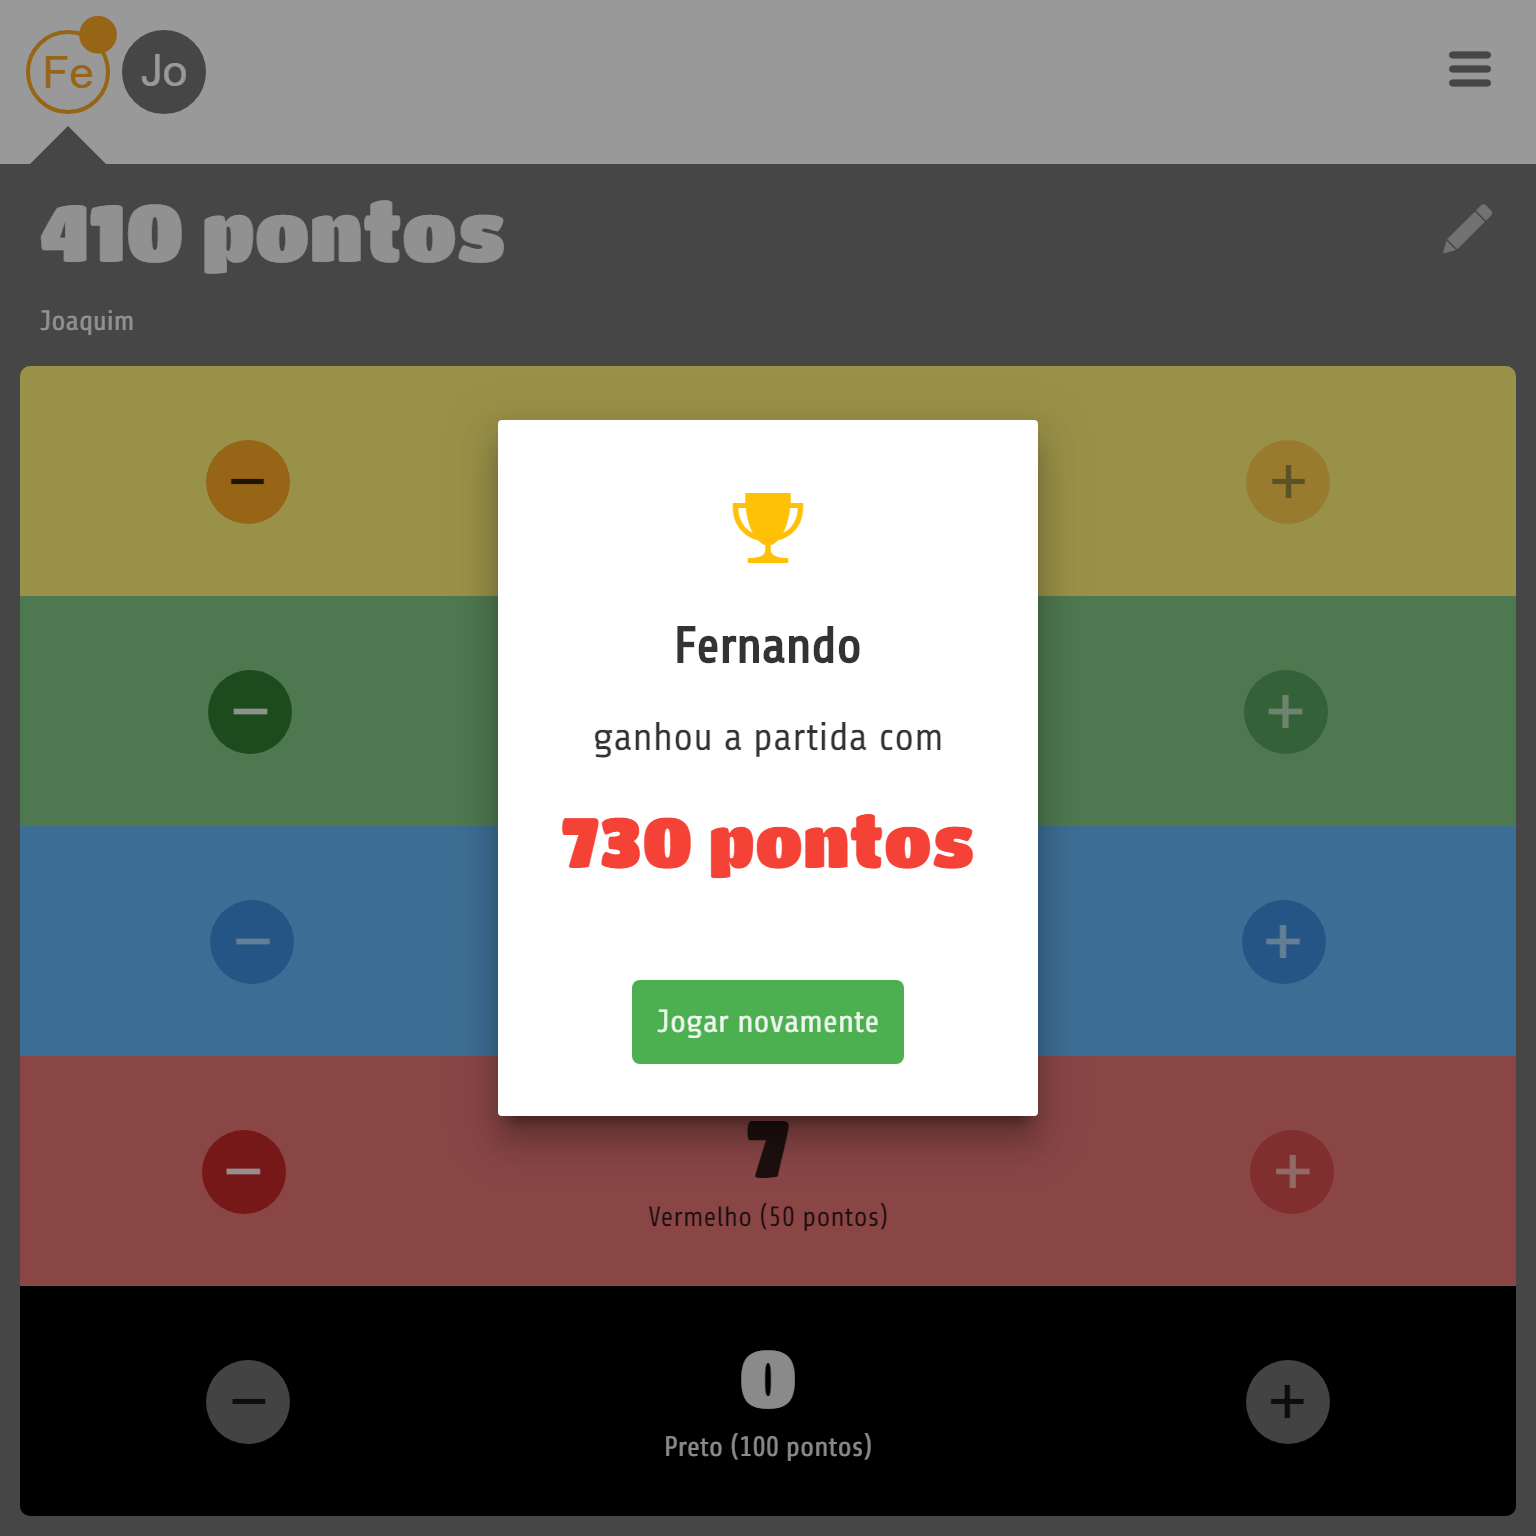 Fe Jo
410 pontos
Joaquim
Fernando
ganhou a partida com
730 pontos
Jogar novamente
7
Vermelho (50 pontos)
0
Preto (100 pontos)